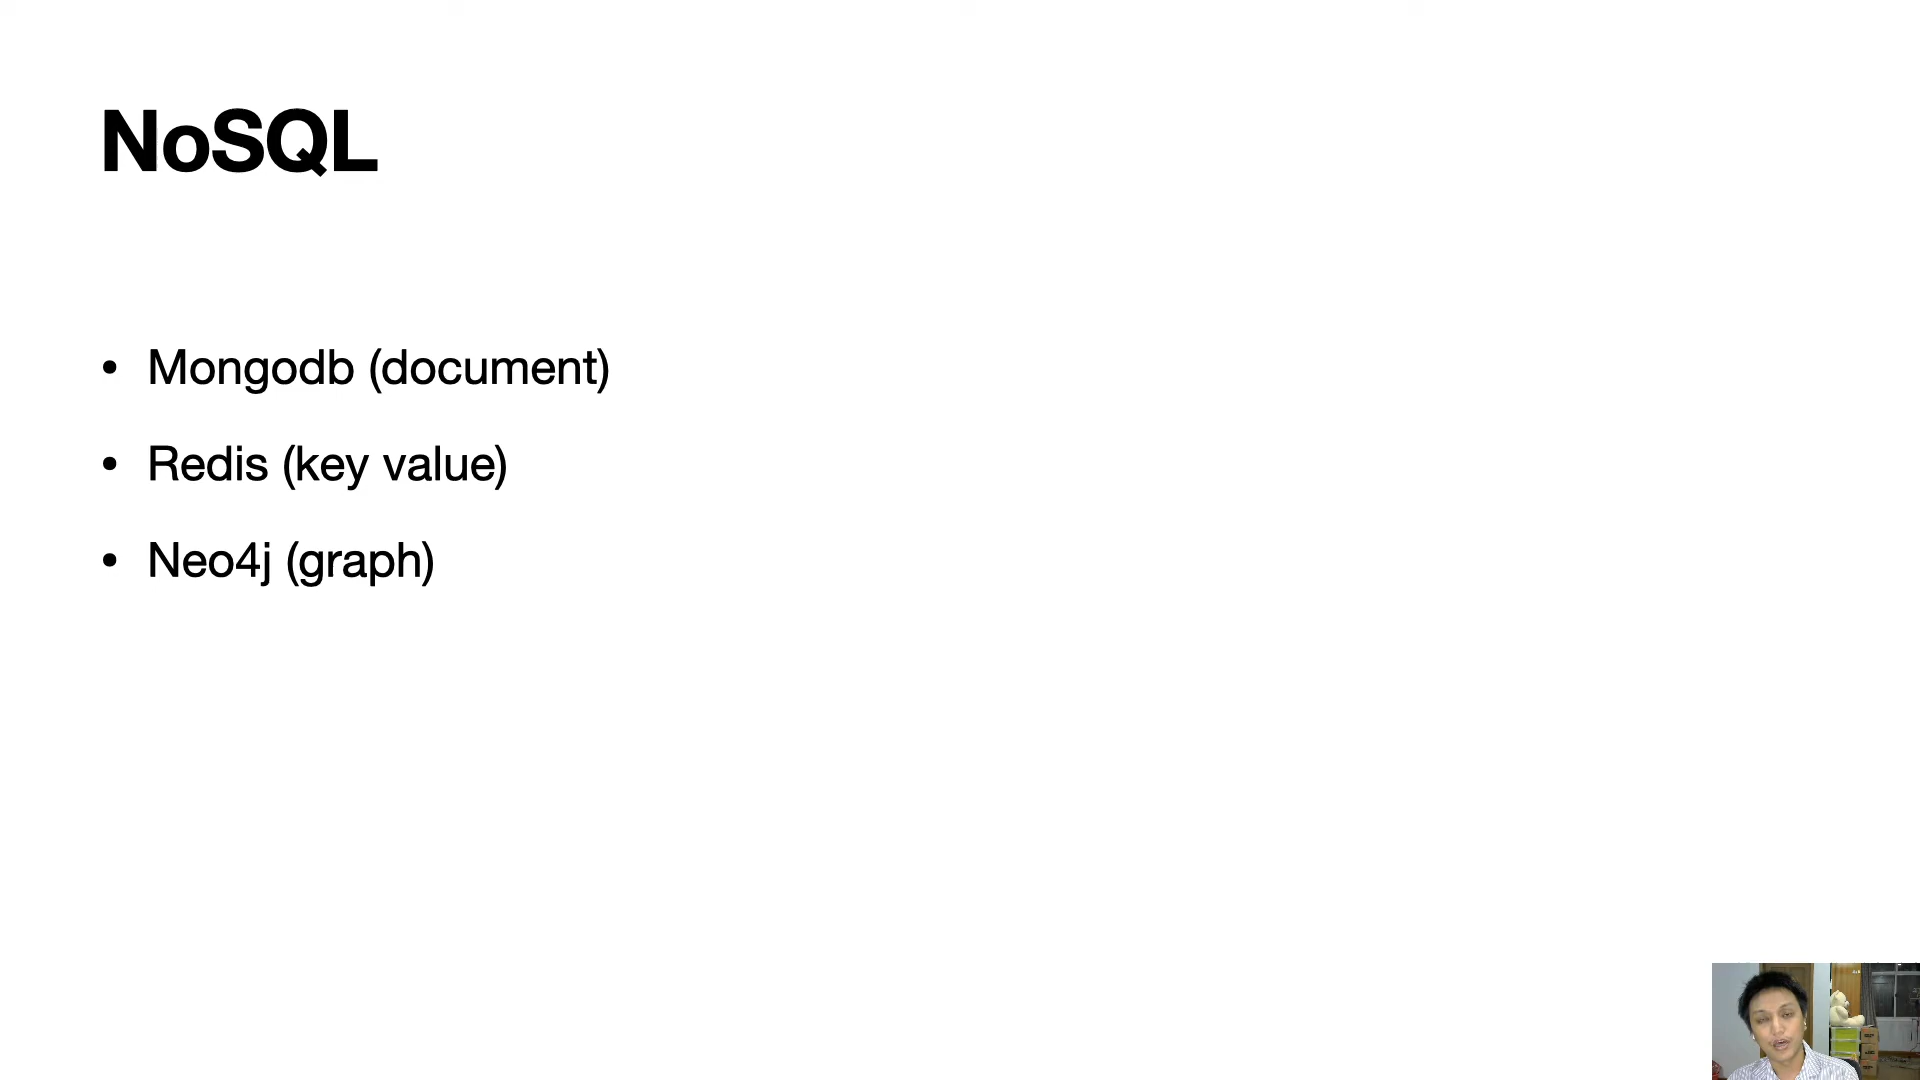 NoSQL
• Mongodb (document)
• Redis (key value)
• Neo4j (graph)